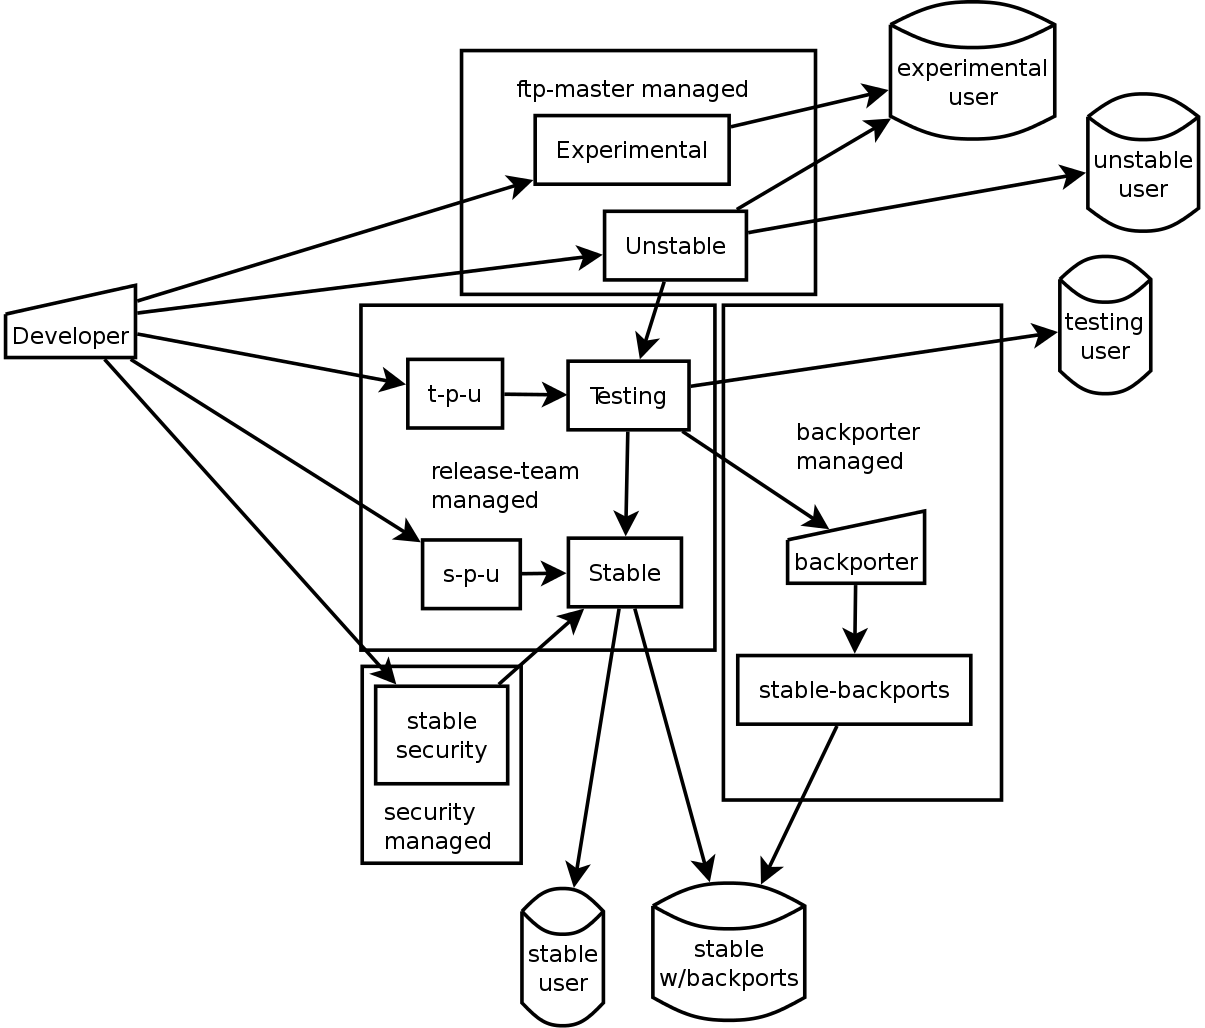 experimental
user
ftp-master managed
Experimental
unstable
user
Unstable
testing
user
Developer
t-p-u
Testing
backporter
managed
release-team
managed
s-p-u
Stable
backporter
stable-backports
stable
security
security
managed
stable
user
stable
w/backports